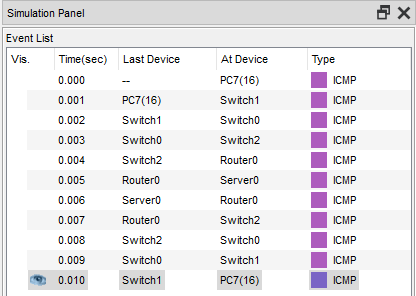 Simulation Panel
Event List
Vis. Time(sec) Last Device At Device Type
0.000 -- PC7(16) ICMP
0.001 PC7(16) Switch1 ICMP
0.002 Switch1 Switch0 ICMP
0.003 Switch0 Switch2 ICMP
0.004 Switch2 Router0 ICMP
0.005 Router0 Server0 ICMP
0.006 Server0 Router0 ICMP
0.007 Router0 Switch2 ICMP
0.008 Switch2 Switch0 ICMP
0.009 Switch0 Switch1 ICMP
0.010 Switch1 PC7(16) ICMP